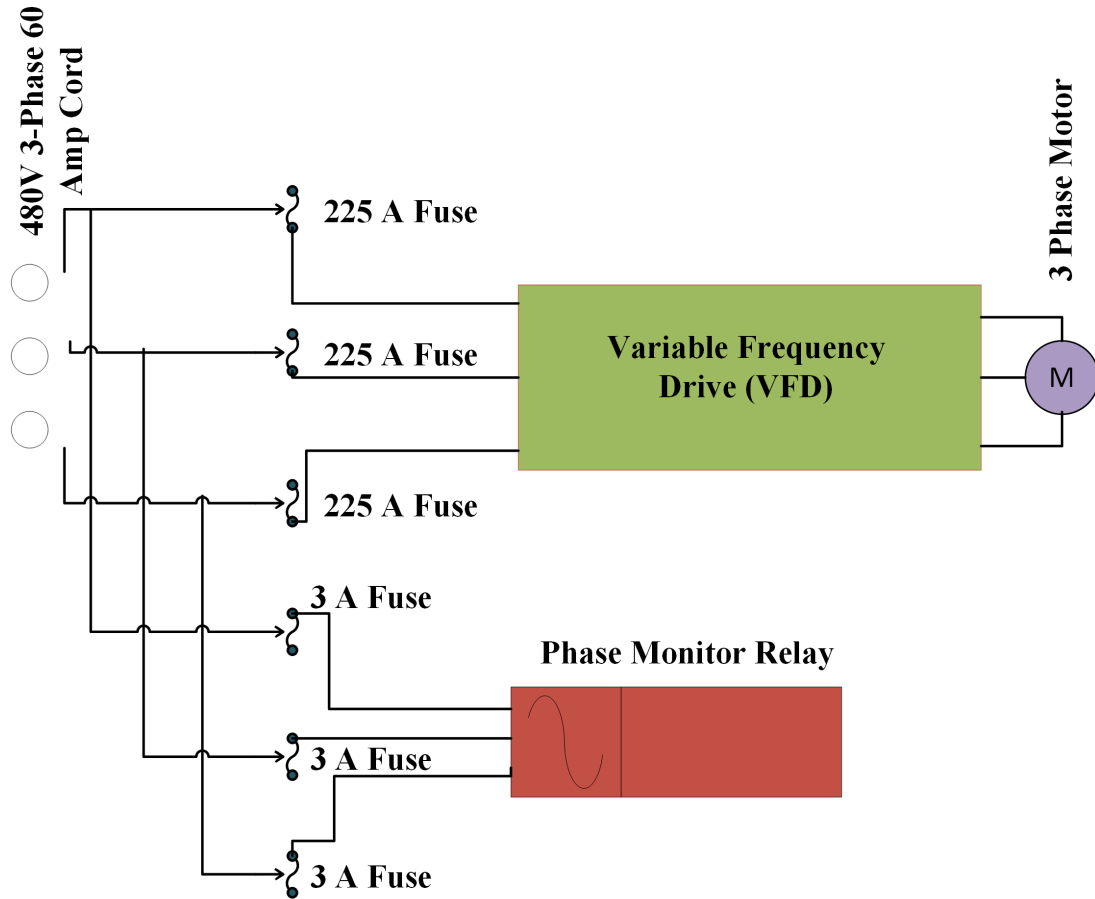 480V 3-Phase 60
Amp Cord
225 A Fuse
3 Phase Motor
225 A Fuse
Variable Frequency
Drive (VFD)
M
225 A Fuse
3 A Fuse
Phase Monitor Relay
3 A Fuse
3 A Fuse